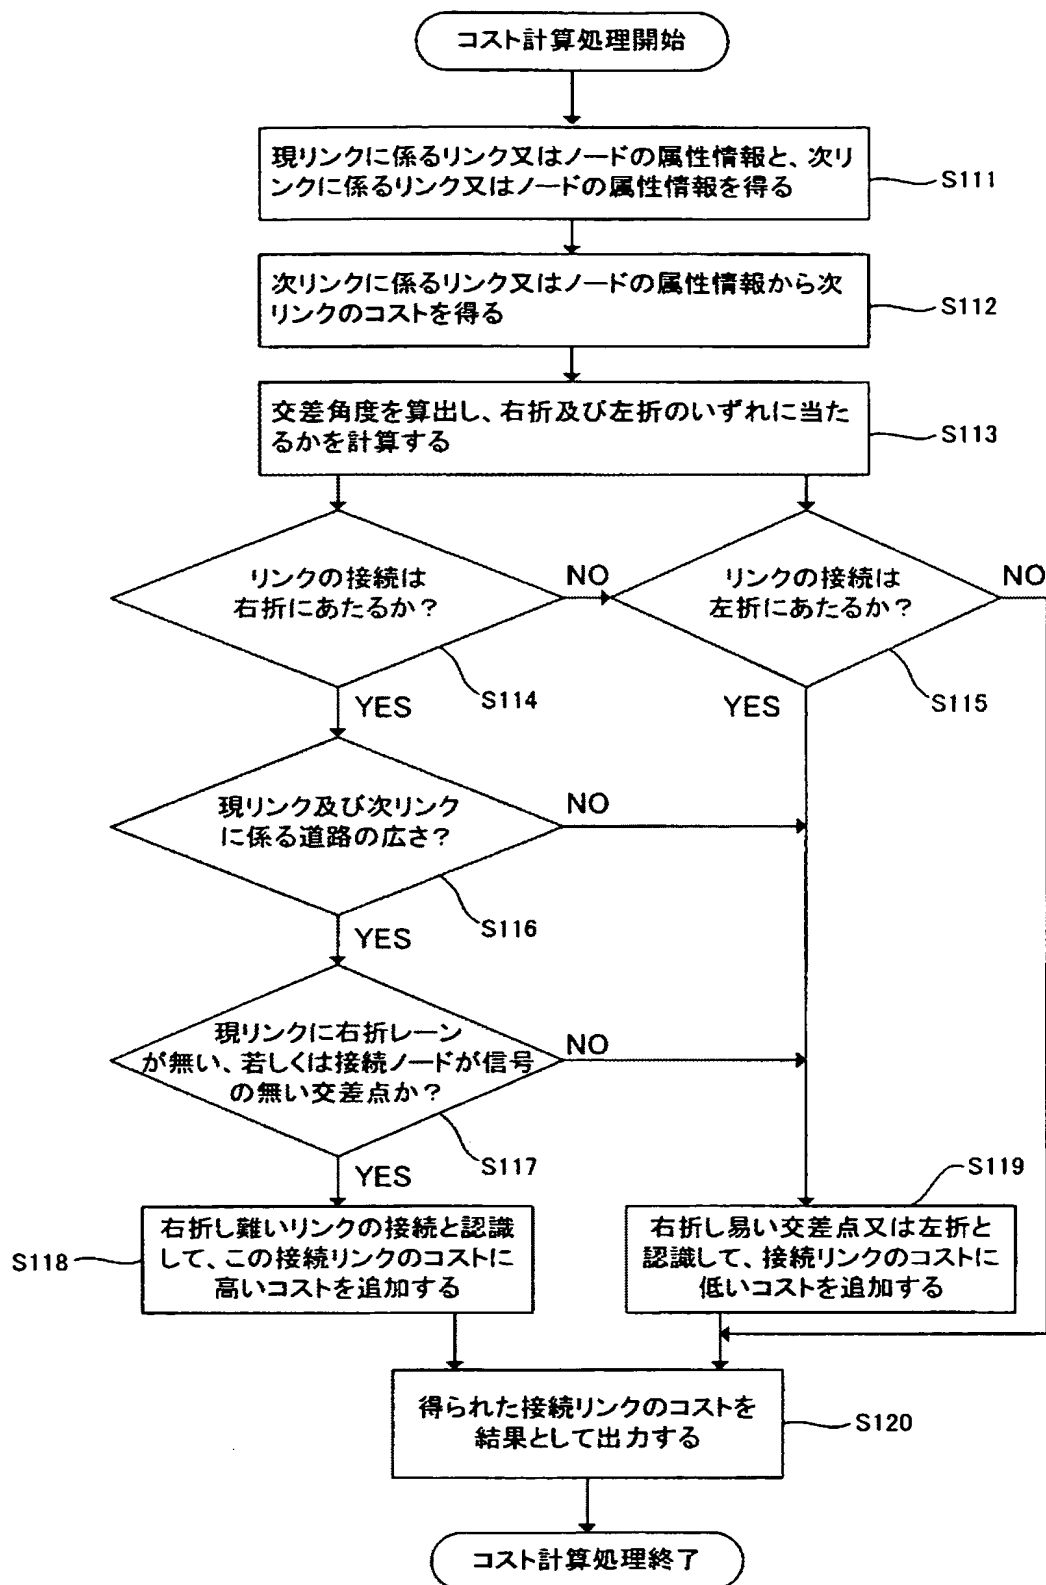 コスト計算処理開始
現リンクに係るリンク又はノードの属性情報と、次
リンクに係るリンク又はノードの属性情報を得る
S111
次リンクに係るリンク又はノードの属性情報から次
リンクのコストを得る
S112
交差角度を算出し、右折及び左折のいずれに当た
るかを計算する
S113
リンクの接続は
右折にあたるか?
NO
リンクの接続は
左折にあたるか?
NO
S114
YES
S115
YES
現リンク及び次リンク
に係る道路の広さ?
NO
S116
YES
現リンクに右折レーン
が無い、若しくは接続ノードが信号
の無い交差点か?
NO
S117
YES
S118
右折し難いリンクの接続と認識
して、この接続リンクのコストに
高いコストを追加する
S119
右折し易い交差点又は左折と
認識して、接続リンクのコストに
低いコストを追加する
得られた接続リンクのコストを
結果として出力する
S120
コスト計算処理終了